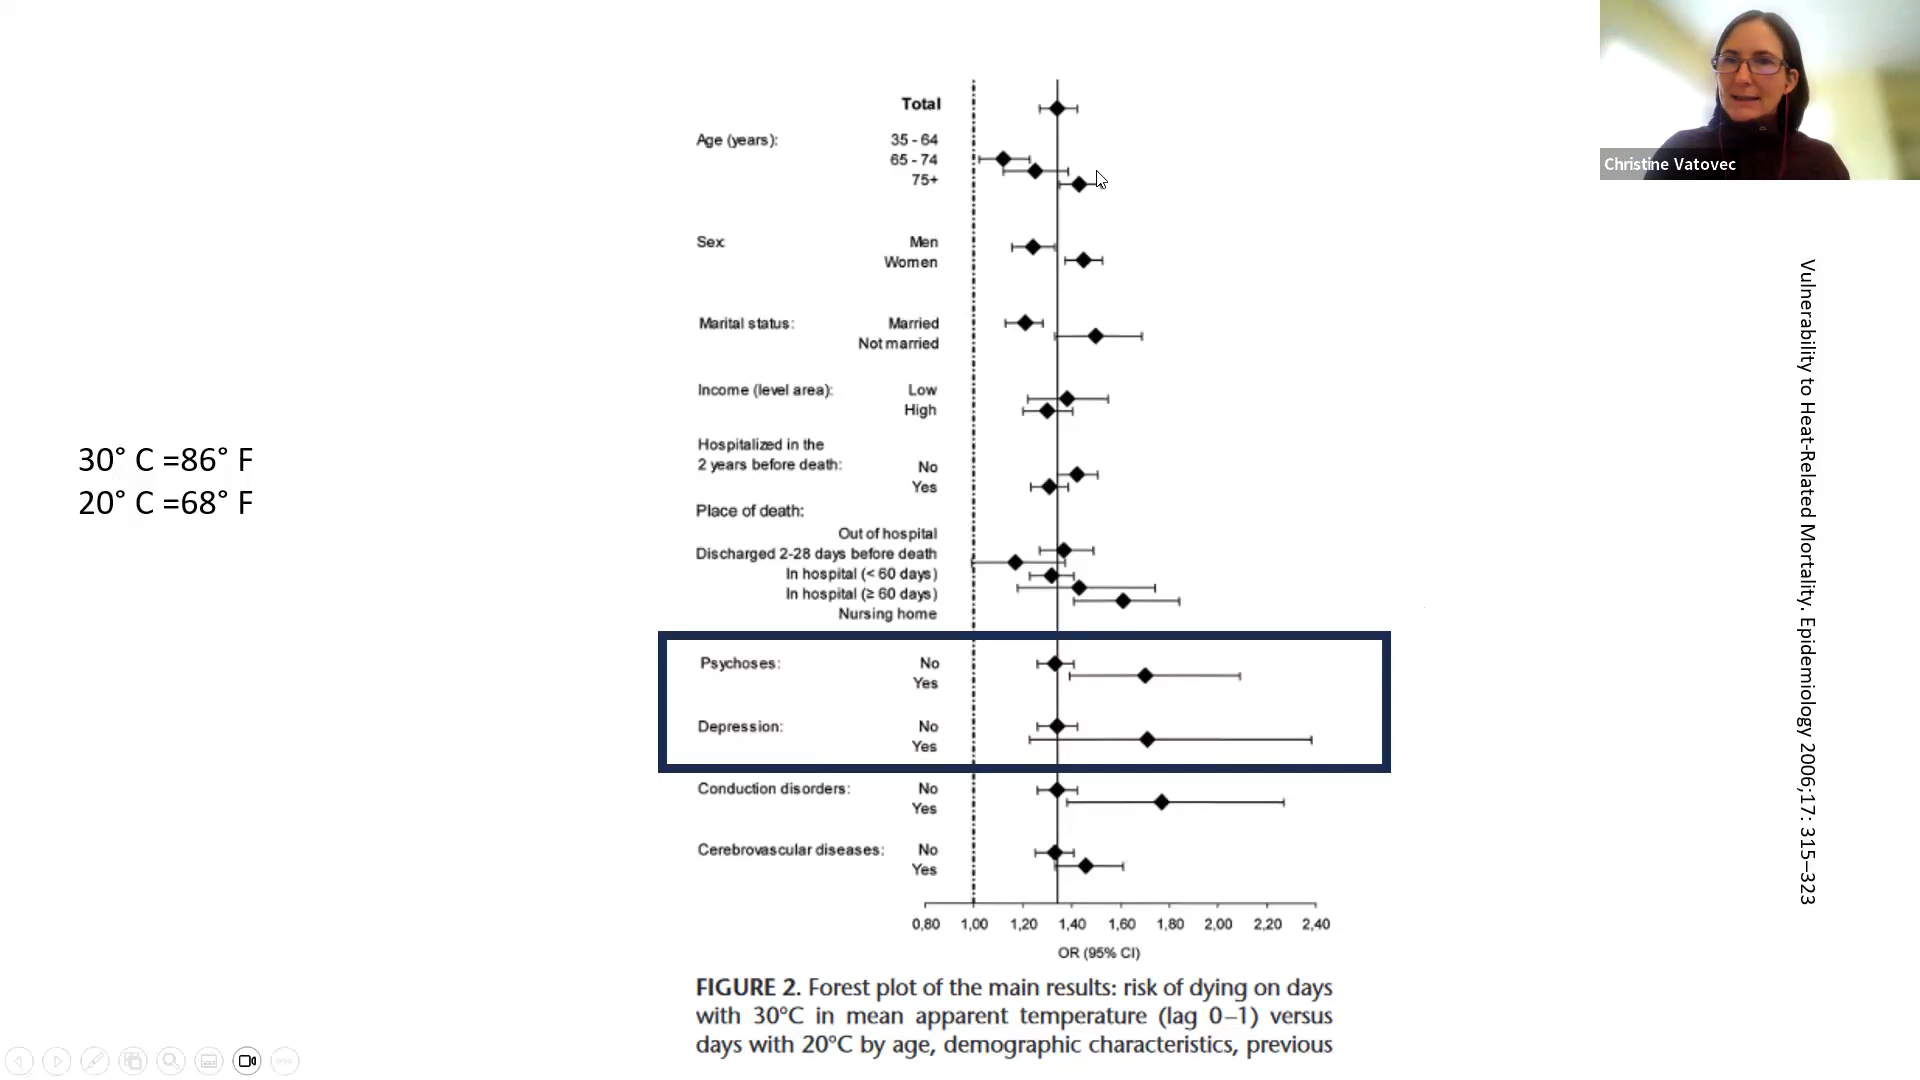 Christine Vatovec
30° C =86° F
20° C =68° F
Total
Age (years): 35 - 64
65 - 74
75+
Sex: Men
Women
Marital status: Married
Not married
Income (level area): Low
High
Hospitalized in the
2 years before death: No
Yes
Place of death:
Out of hospital
Discharged 2-28 days before death
In hospital (< 60 days)
In hospital (≥ 60 days)
Nursing home
Psychoses: No
Yes
Depression: No
Yes
Conduction disorders: No
Yes
Cerebrovascular diseases: No
Yes
0,80 1,00 1,20 1,40 1,60 1,80 2,00 2,20 2,40
OR (95% CI)
FIGURE 2. Forest plot of the main results: risk of dying on days
with 30°C in mean apparent temperature (lag 0–1) versus
days with 20°C by age, demographic characteristics, previous
Vulnerability to Heat-Related Mortality. Epidemiology 2006;17: 315–323